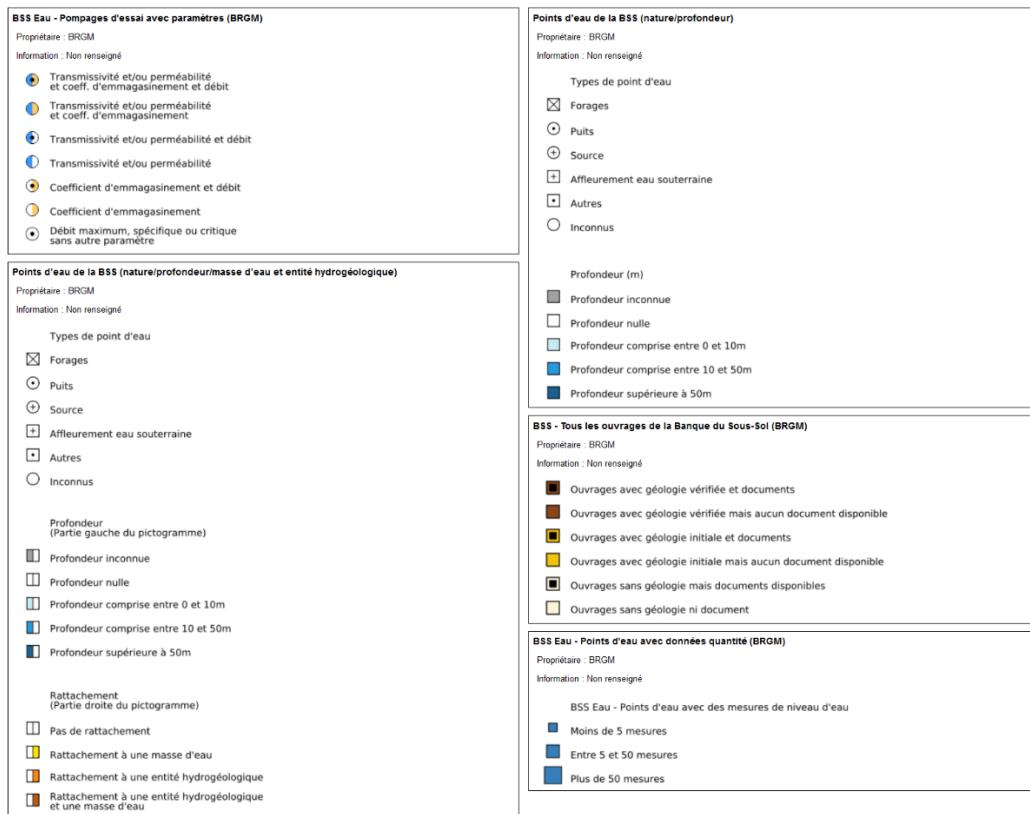 BSS Eau - Pompages d'essai avec paramètres (BRGM)
Propriétaire : BRGM
Information : Non renseigné
Transmissivité et/ou perméabilité
et coeff. d'emmagasinement et débit
Transmissivité et/ou perméabilité
et coeff. d'emmagasinement
Transmissivité et/ou perméabilité et débit
Transmissivité et/ou perméabilité
Coefficient d'emmagasinement et débit
Coefficient d'emmagasinement
Débit maximum, spécifique ou critique
sans autre paramètre
Points d'eau de la BSS (nature/profondeur/masse d'eau et entité hydrogéologique)
Propriétaire : BRGM
Information : Non renseigné
Types de point d'eau
Forages
Puits
Source
Affleurement eau souterraine
Autres
Inconnus
Profondeur
(Partie gauche du pictogramme)
Profondeur inconnue
Profondeur nulle
Profondeur comprise entre 0 et 10m
Profondeur comprise entre 10 et 50m
Profondeur supérieure à 50m
Rattachement
(Partie droite du pictogramme)
Pas de rattachement
Rattachement à une masse d'eau
Rattachement à une entité hydrogéologique
Rattachement à une entité hydrogéologique
et une masse d'eau
Points d'eau de la BSS (nature/profondeur)
Propriétaire : BRGM
Information : Non renseigné
Types de point d'eau
Forages
Puits
Source
Affleurement eau souterraine
Autres
Inconnus
Profondeur (m)
Profondeur inconnue
Profondeur nulle
Profondeur comprise entre 0 et 10m
Profondeur comprise entre 10 et 50m
Profondeur supérieure à 50m
BSS - Tous les ouvrages de la Banque du Sous-Sol (BRGM)
Propriétaire : BRGM
Information : Non renseigné
Ouvrages avec géologie vérifiée et documents
Ouvrages avec géologie vérifiée mais aucun document disponible
Ouvrages avec géologie initiale et documents
Ouvrages avec géologie initiale mais aucun document disponible
Ouvrages sans géologie mais documents disponibles
Ouvrages sans géologie ni document
BSS Eau - Points d'eau avec données quantité (BRGM)
Propriétaire : BRGM
Information : Non renseigné
BSS Eau - Points d'eau avec des mesures de niveau d'eau
Moins de 5 mesures
Entre 5 et 50 mesures
Plus de 50 mesures